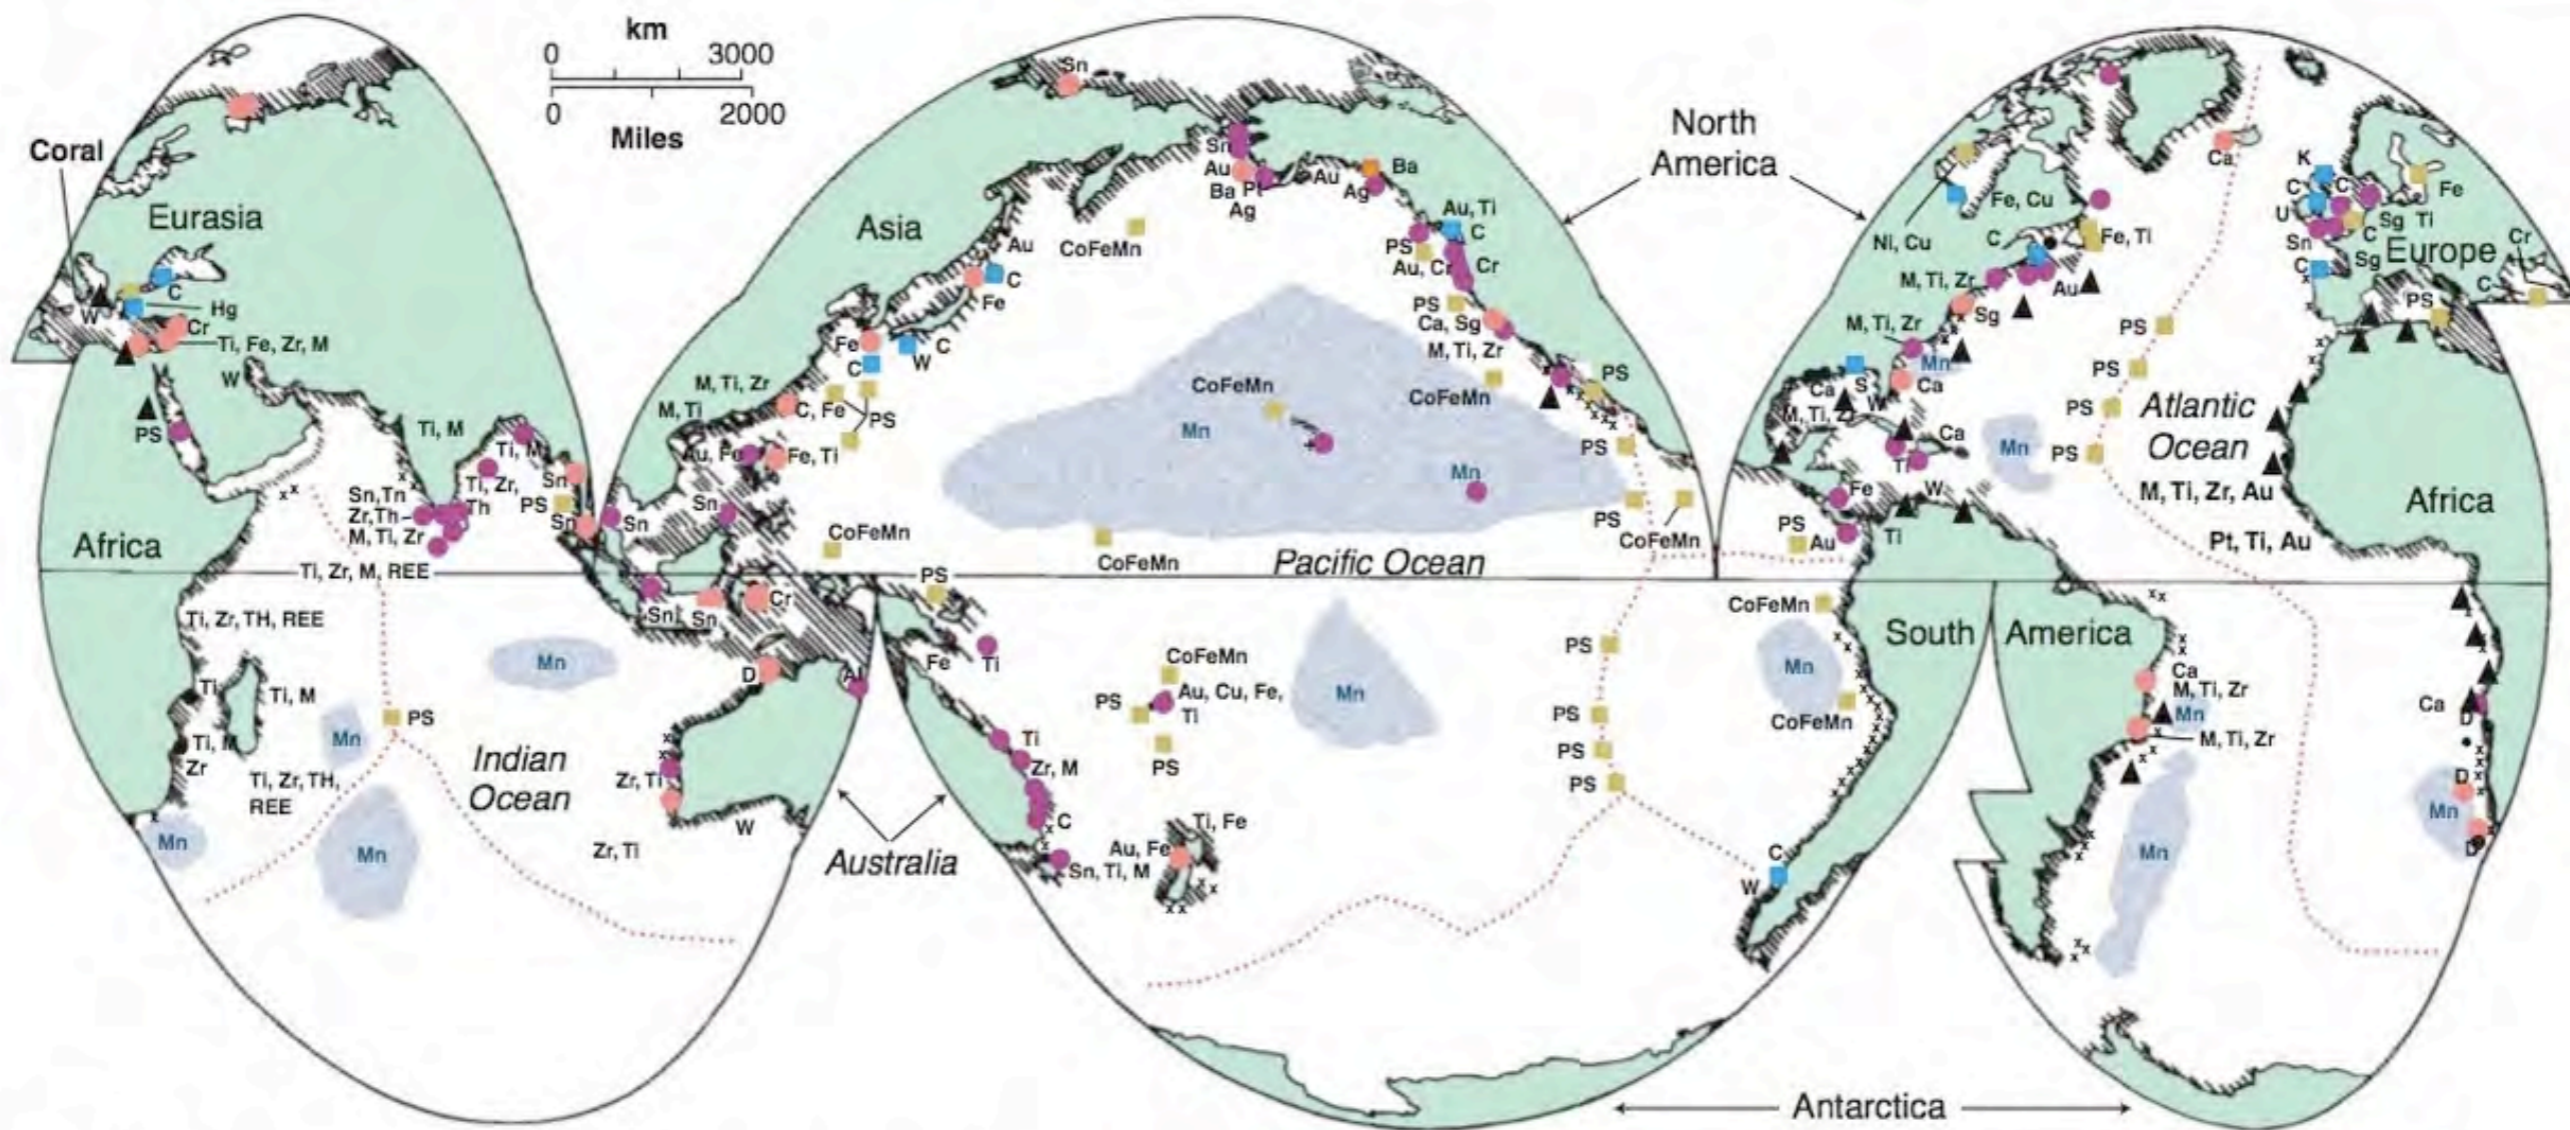 km
0 3000
0 2000
Miles
Coral
Eurasia
C
Hg
W
Cr
Ti, Fe, Zr, M
W
PS
Ti, M
Ti, M
Ti, Zr,
Th
Sn
PS
Sn
Sn,Tn
Zr,Th
M, Ti, Zr
Africa
Ti, Zr, M, REE
Ti, Zr, TH, REE
Ti
Ti, M
Mn
Ti, M
Zr
Ti, Zr, TH,
REE
Mn
Mn
PS
Mn
Indian
Ocean
Zr, Ti
Zr, Ti
W
D
Al
Australia
Sn
Asia
Sn
Au
Ba Pt
Ag
Au
Ag
Ba
North
America
Au
CoFeMn
C
Fe
Fe
C
W C
M, Ti, Zr
M, Ti
C, Fe
PS
Au, Fe
Fe, Ti
Sn
Sn
Sn
Sn
Cr
Au, Ti
C
PS
Au, Cr
Cr
PS
Ca, Sg
M, Ti, Zr
CoFeMn
PS
CoFeMn
Mn
Mn
PS
PS
CoFeMn
CoFeMn
CoFeMn
Pacific Ocean
PS
Fe
Ti
CoFeMn
PS
Au, Cu, Fe,
Ti
PS
Mn
Ti
Zr, M
C
Sn, Ti, M
Ti, Fe
Au, Fe
PS
PS
PS
PS
CoFeMn
Mn
CoFeMn
C
W
South America
Ca
K
C
C
U
Sn
C
Sg
Ti
C
Sg
Fe
Europe
Cr
C
PS
Fe, Cu
Ni, Cu
C
Fe, Ti
M, Ti, Zr
Au
Sg
M, Ti, Zr
Mn
Ca
S
W
Ca
M, Ti, Z
Ca
Ti
Fe
W
PS
Au
Ti
Mn
PS
PS
PS
PS
Atlantic
Ocean
M, Ti, Zr, Au
Pt, Ti, Au
Africa
Ca
M, Ti, Zr
Mn
M, Ti, Zr
Mn
Ca
D
D
Mn
D
Antarctica